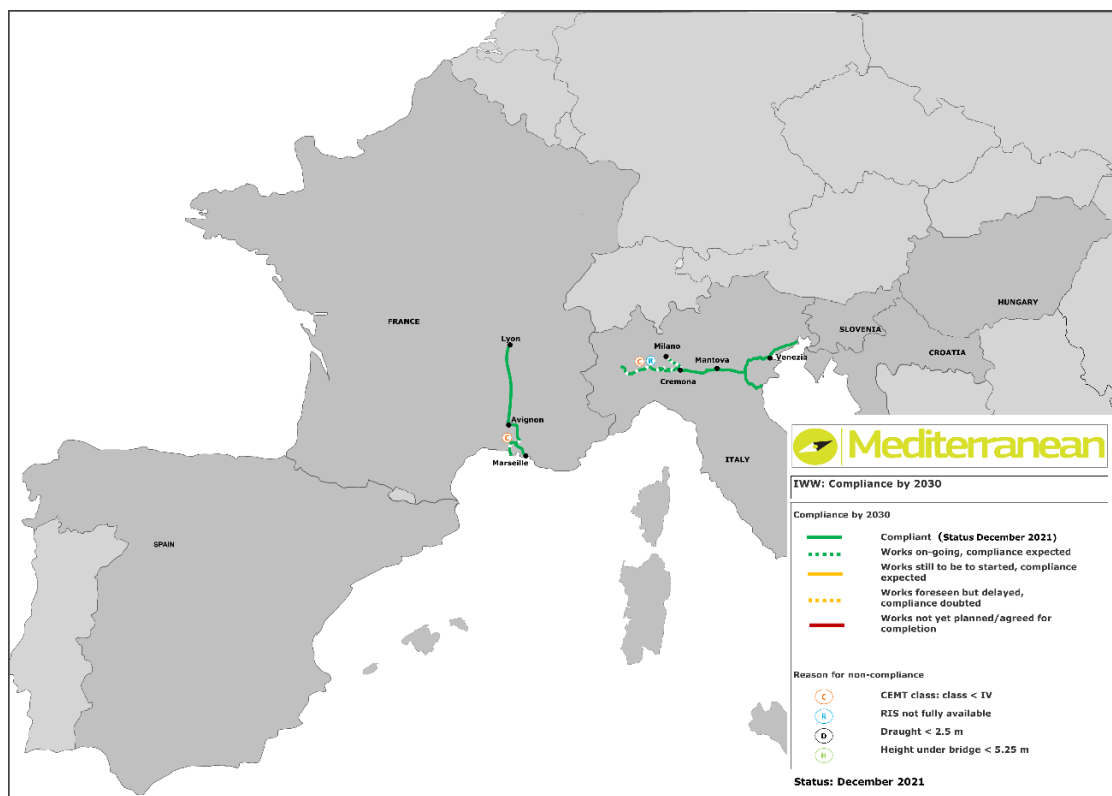 FRANCE
Lyon
Avignon
C
Marseille
SPAIN
Milano
C R
Mantova
Cremona
Venezia
ITALY
SLOVENIA
CROATIA
HUNGARY
Mediterranean
IWW: Compliance by 2030
Compliance by 2030
Compliant (Status December 2021)
Works on-going, compliance expected
Works still to be to started, compliance
expected
Works foreseen but delayed,
compliance doubted
Works not yet planned/agreed for
completion
Reason for non-compliance
C CEMT class: class < IV
R RIS not fully available
D Draught < 2.5 m
H Height under bridge < 5.25 m
Status: December 2021